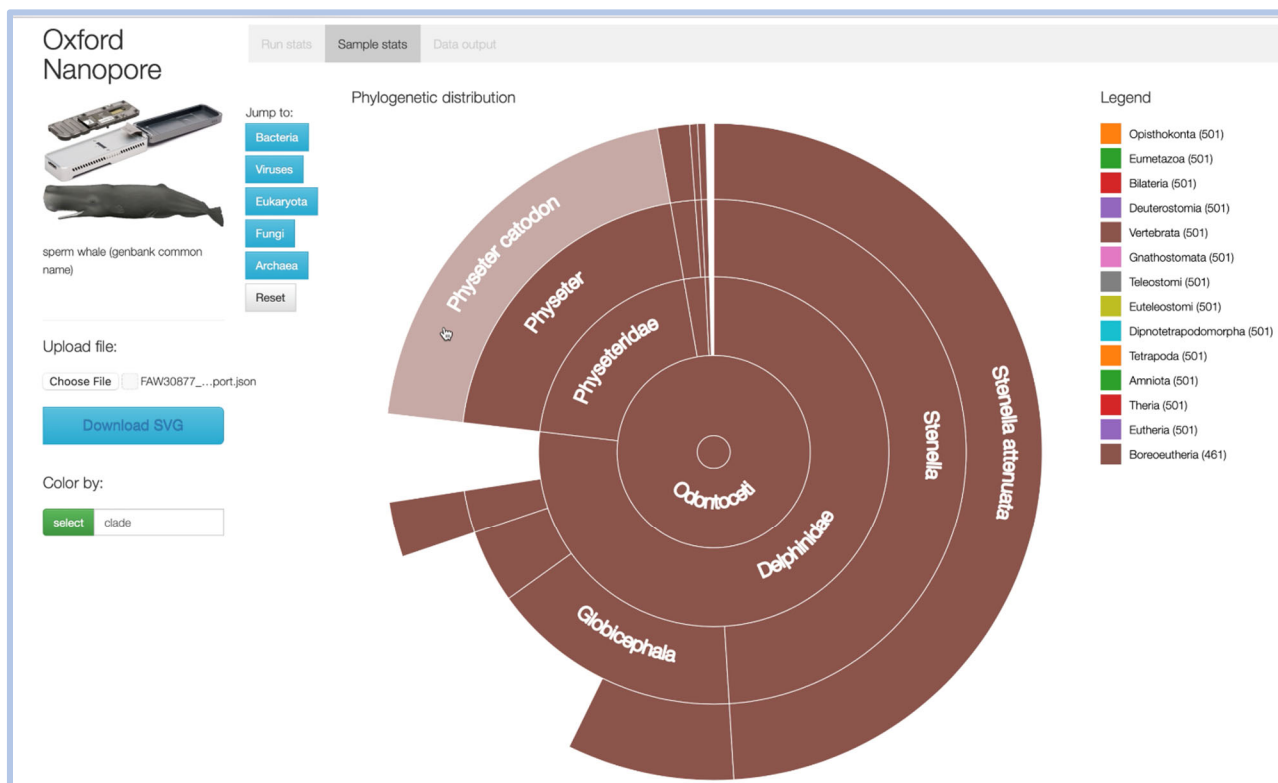 Oxford
Nanopore
Run stats
Sample stats
Data output
sperm whale (genbank common
name)
Jump to:
Bacteria
Viruses
Eukaryota
Fungi
Archaea
Reset
Upload file:
Choose File
FAW30877_...port.json
Download SVG
Color by:
select
clade
Phylogenetic distribution
Physeter catodon
Physeter
Physeteridae
Odontoceti
Delphinidae
Stenella
Stenella attenuata
Globicephala
Legend
Opisthokonta (501)
Eumetazoa (501)
Bilateria (501)
Deuterostomia (501)
Vertebrata (501)
Gnathostomata (501)
Teleostomi (501)
Euteleostomi (501)
Dipnotetrapodomorpha (501)
Tetrapoda (501)
Amniota (501)
Theria (501)
Eutheria (501)
Boreoeutheria (461)